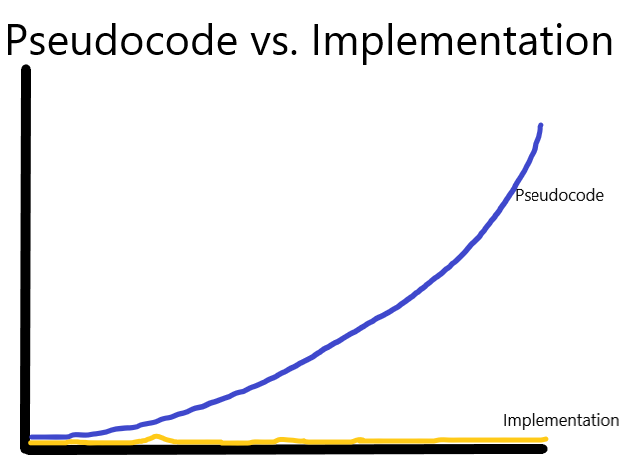 Pseudocode vs. Implementation
Pseudocode
Implementation